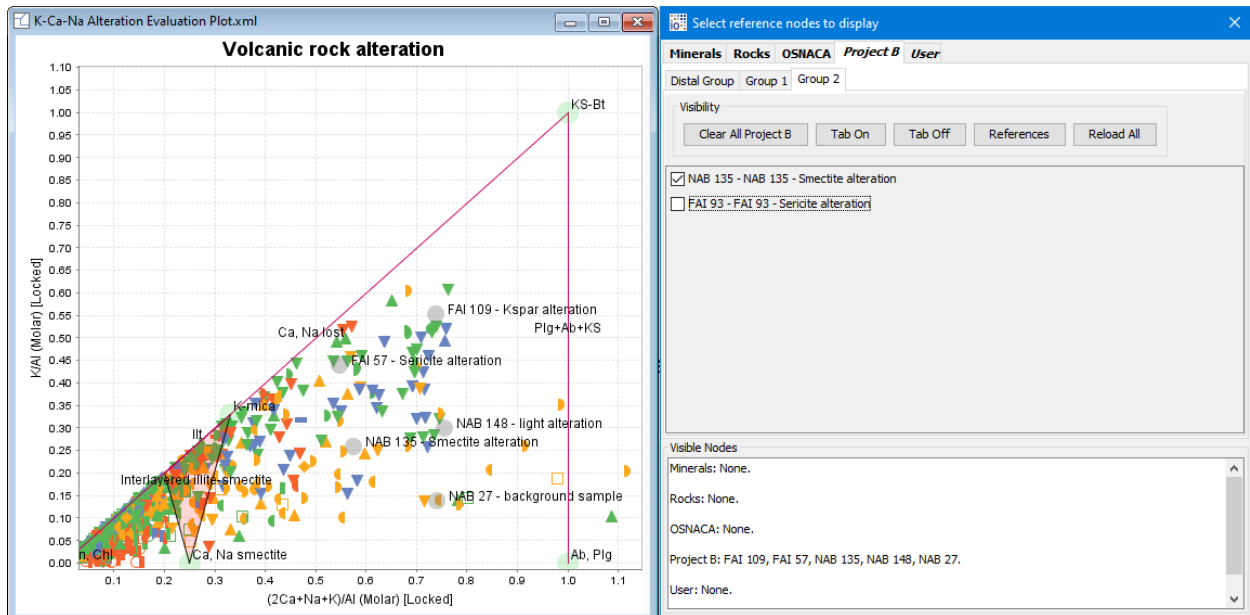 K-Ca-Na Alteration Evaluation Plot.xml
Volcanic rock alteration
1.10
1.05
1.00
0.95
0.90
0.85
0.80
0.75
0.70
0.65
0.60
0.55
0.50
0.45
0.40
0.35
0.30
0.25
0.20
0.15
0.10
0.05
0.00
K/Al (Molar) [Locked]
KS-Bt
FAI 109 - Kspar alteration
Plg+Ab+KS
Ca, Na lost
FAI 57 - Sericite alteration
K-mica
NAB 148 - light alteration
Ilt
NAB 135 - Smectite alteration
Interlayered illite-smectite
NAB 27 - background sample
n, Chl
Ca, Na smectite
Ab, Plg
0.1 0.2 0.3 0.4 0.5 0.6 0.7 0.8 0.9 1.0 1.1
(2Ca+Na+K)/Al (Molar) [Locked]
Select reference nodes to display
Minerals Rocks OSNACA Project B User
Distal Group Group 1 Group 2
Visibility
Clear All Project B Tab On Tab Off References Reload All
NAB 135 - NAB 135 - Smectite alteration
FAI 93 - FAI 93 - Sericite alteration
Visible Nodes
Minerals: None.
Rocks: None.
OSNACA: None.
Project B: FAI 109, FAI 57, NAB 135, NAB 148, NAB 27.
User: None.